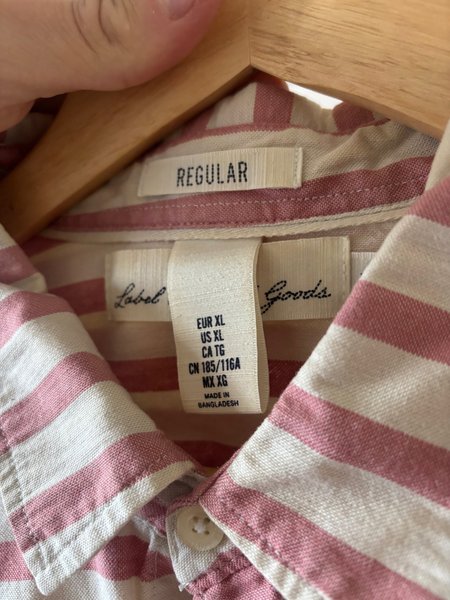 REGULAR
Label Goods
EUR XL
US XL
CA TG
CN 185/116A
MX XG
MADE IN
BANGLADESH